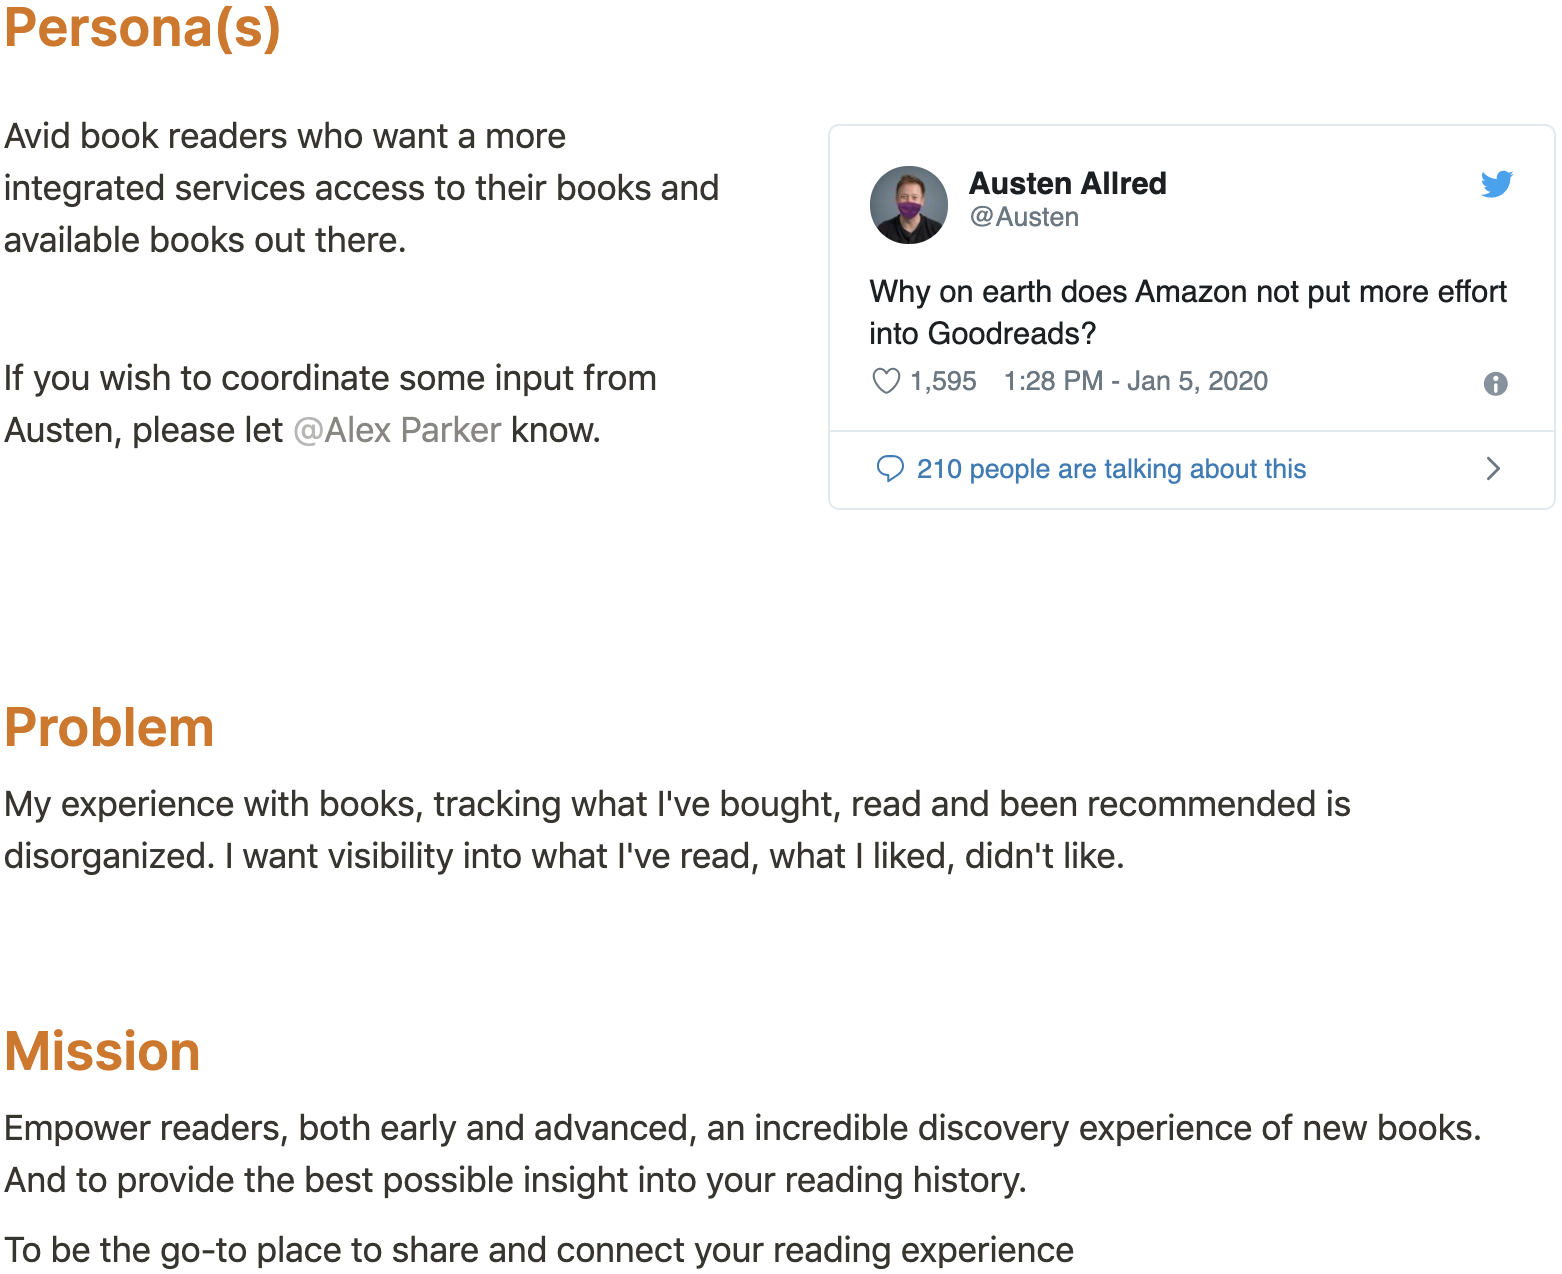 Persona(s)
Avid book readers who want a more
integrated services access to their books and
available books out there.
If you wish to coordinate some input from
Austen, please let @Alex Parker know.
Austen Allred
@Austen
Why on earth does Amazon not put more effort
into Goodreads?
1,595 1:28 PM - Jan 5, 2020
210 people are talking about this
Problem
My experience with books, tracking what I've bought, read and been recommended is
disorganized. I want visibility into what I've read, what I liked, didn't like.
Mission
Empower readers, both early and advanced, an incredible discovery experience of new books.
And to provide the best possible insight into your reading history.
To be the go-to place to share and connect your reading experience